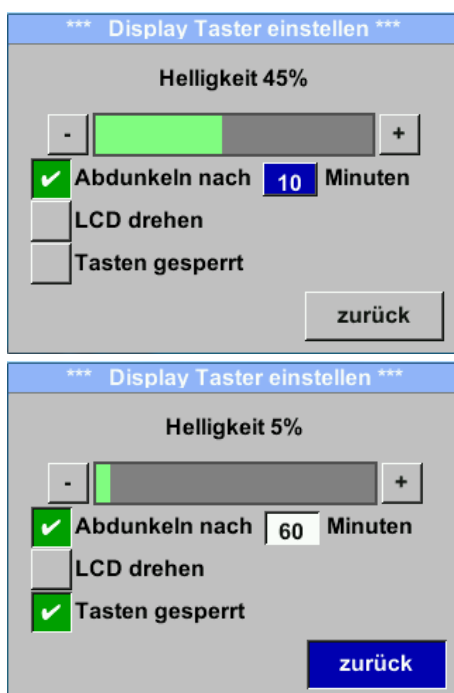 *** Display Taster einstellen ***
Helligkeit 45%
- +
Abdunkeln nach 10 Minuten
LCD drehen
Tasten gesperrt
zurück
*** Display Taster einstellen ***
Helligkeit 5%
- +
Abdunkeln nach 60 Minuten
LCD drehen
Tasten gesperrt
zurück